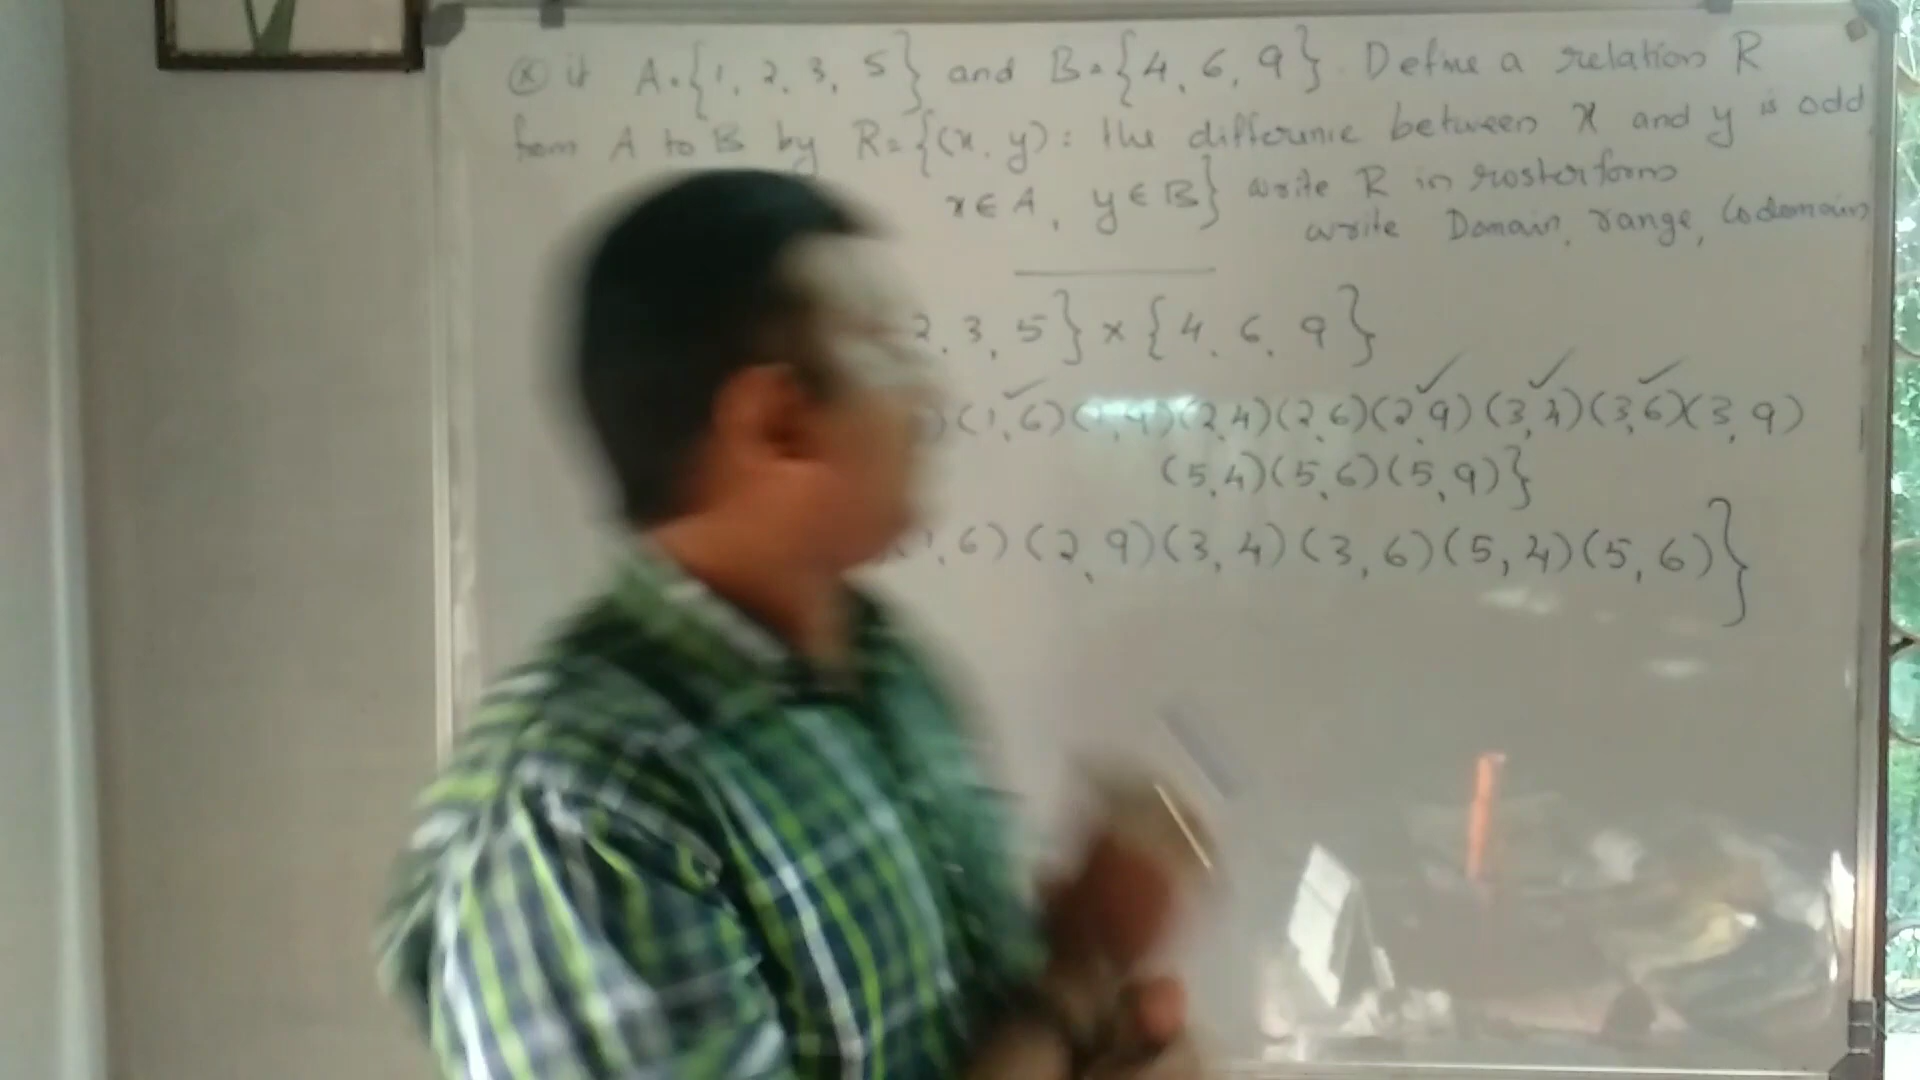 if A={1, 2, 3, 5} and B={4, 6, 9}. Define a relation R
from A to B by R={(x, y): the difference between x and y is odd
x∈A, y∈B} write R in roster form
write Domain, range, Codomain
2, 3, 5} × {4, 6, 9}
)(1,6)(1,9)(2,4)(2,6)(2,9)(3,4)(3,6)(3,9)
(5,4)(5,6)(5,9)}
(1,6)(2,9)(3,4)(3,6)(5,4)(5,6)}